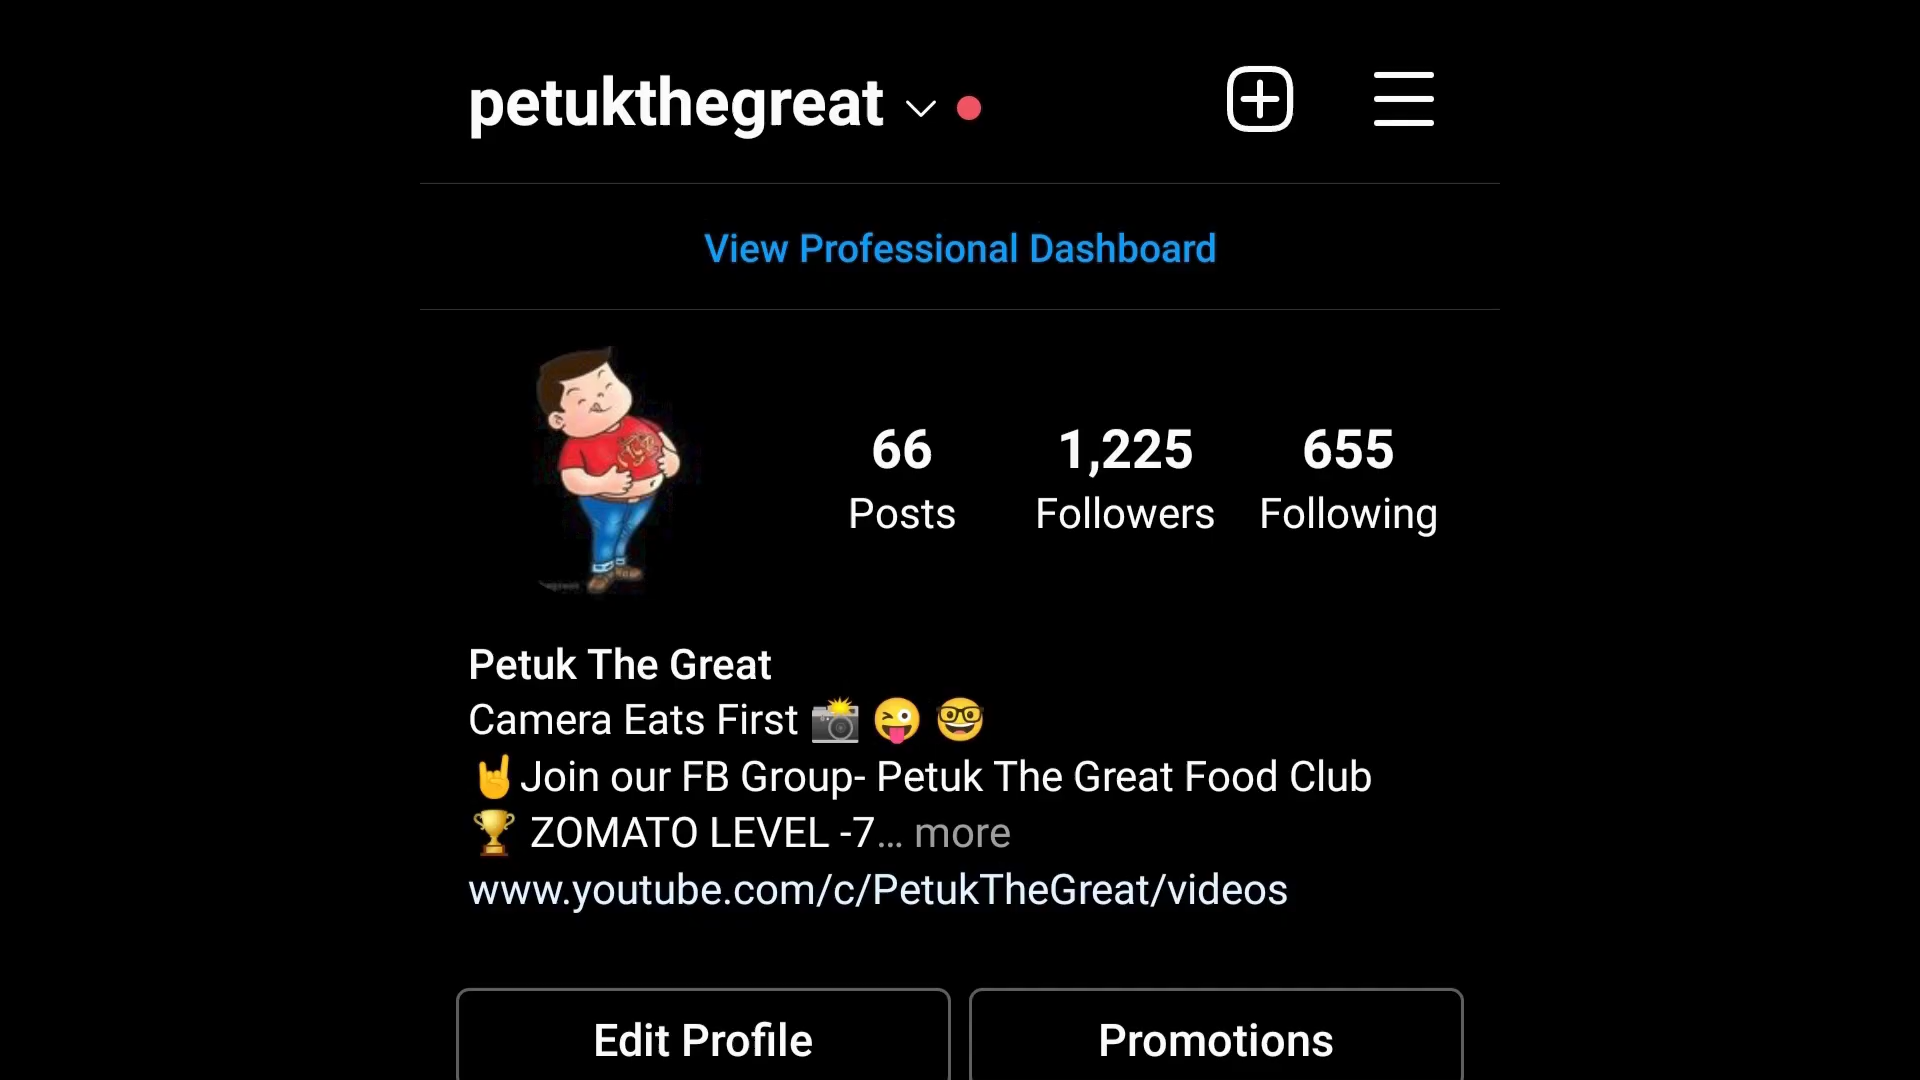 petukthegreat
View Professional Dashboard
66 1,225 655
Posts Followers Following
Petuk The Great
Camera Eats First 📸 😜 🤓
🤘Join our FB Group- Petuk The Great Food Club
🏆 ZOMATO LEVEL -7... more
www.youtube.com/c/PetukTheGreat/videos
Edit Profile Promotions